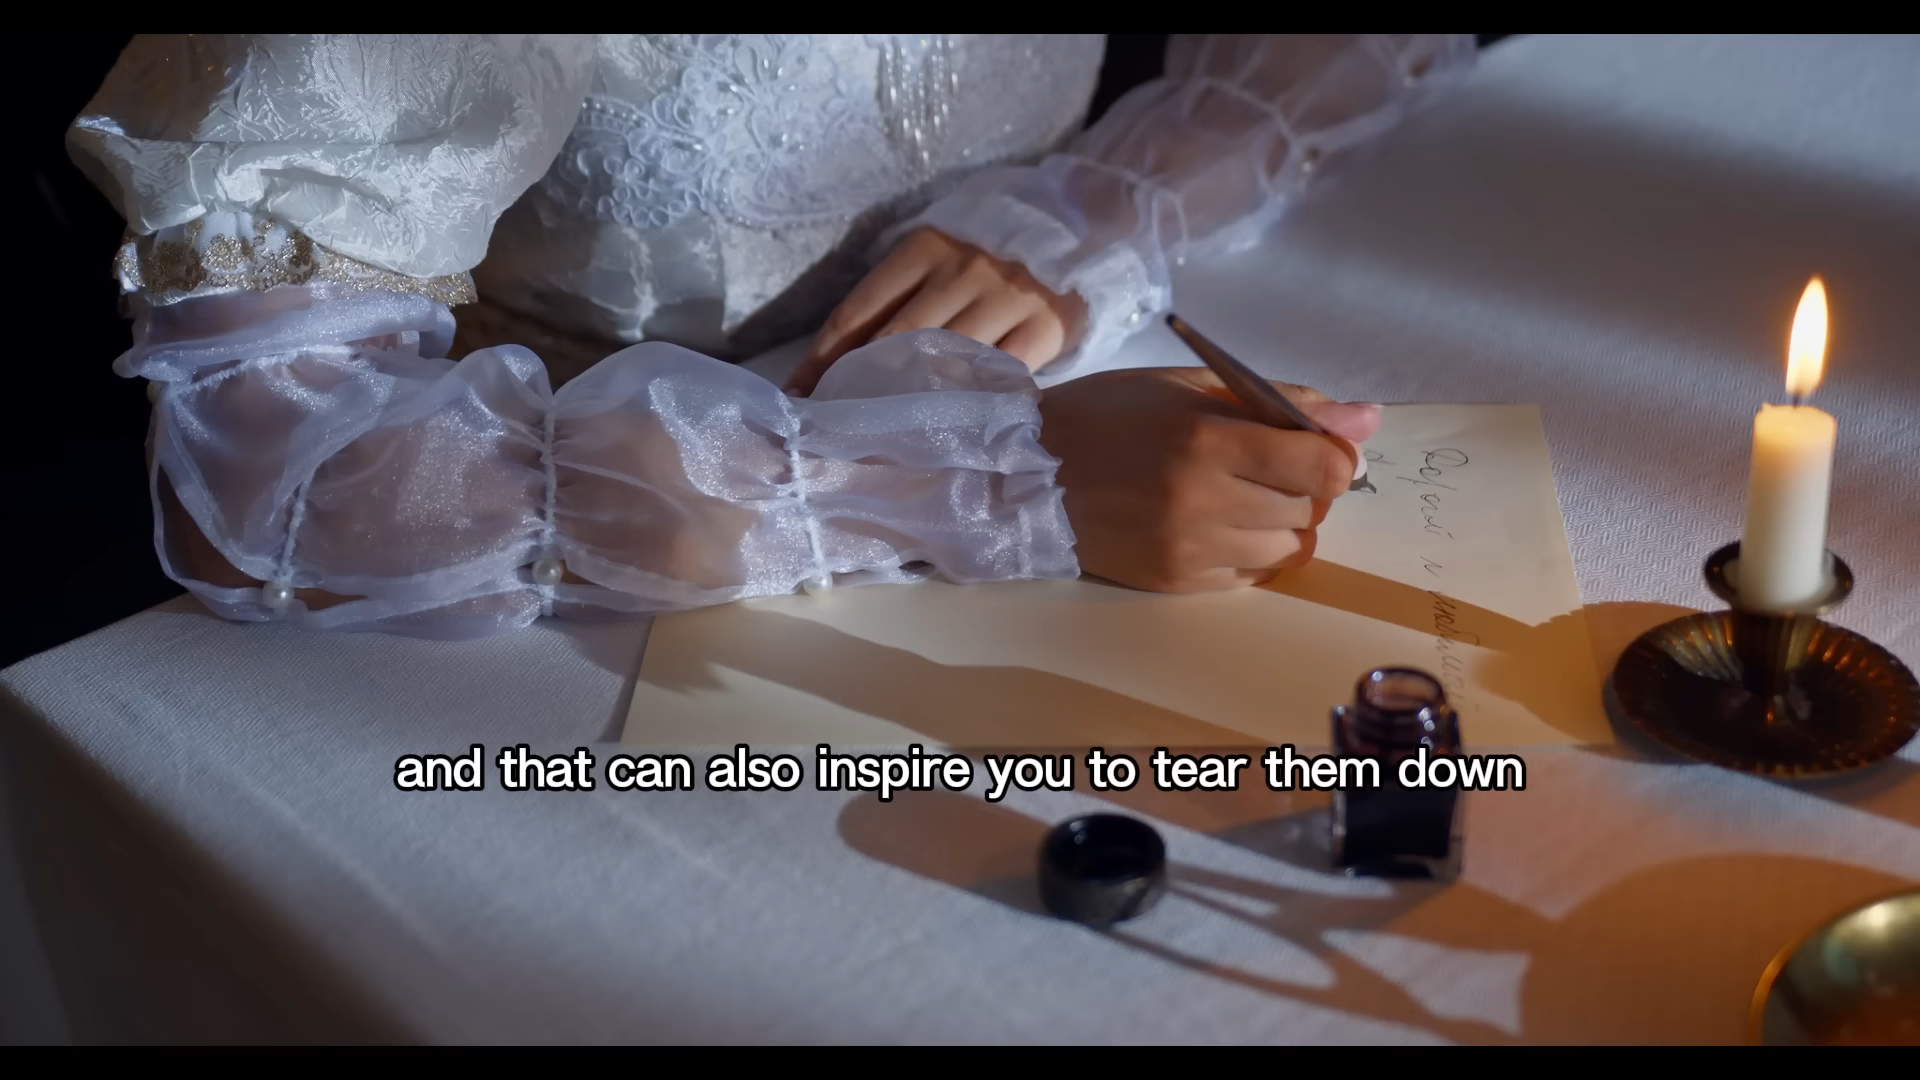 and that can also inspire you to tear them down